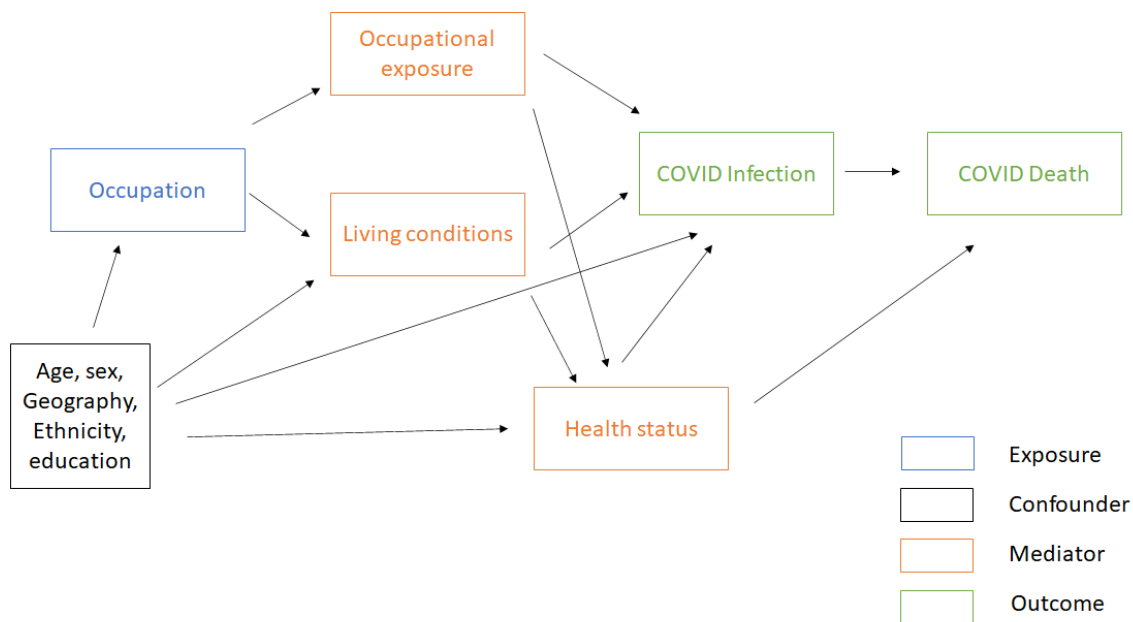 Occupational
exposure
Occupation
COVID Infection
COVID Death
Living conditions
Age, sex,
Geography,
Ethnicity,
education
Health status
Exposure
Confounder
Mediator
Outcome